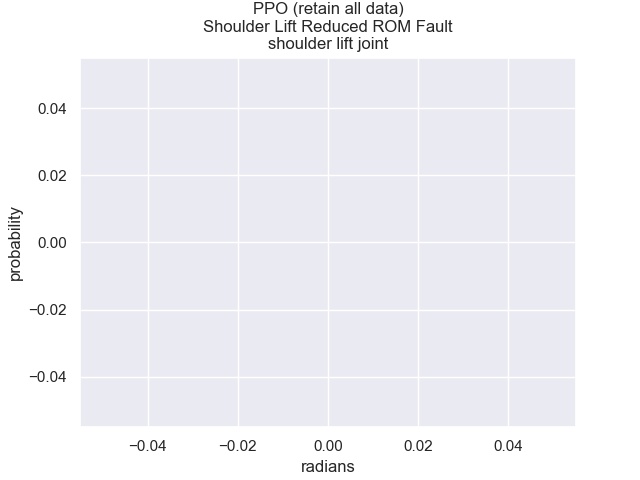 PPO (retain all data)
Shoulder Lift Reduced ROM Fault
shoulder lift joint
0.04
0.02
0.00
−0.02
−0.04
probability
−0.04 −0.02 0.00 0.02 0.04
radians